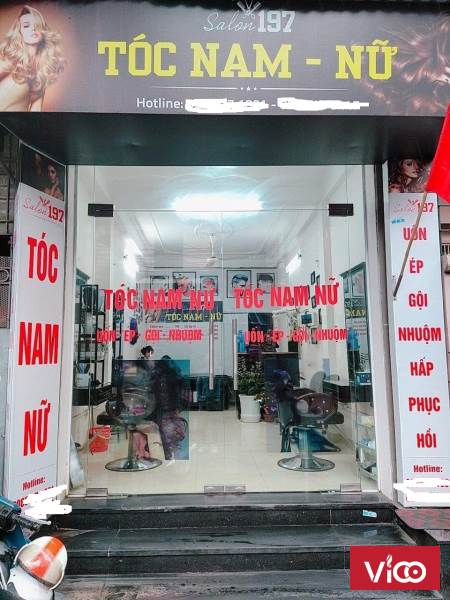 Salon 197
TÓC NAM - NỮ
Hotline:
Salon 197
TÓC
NAM
NỮ
Hotline:
TÓC NAM NỮ
UỐN - ÉP - GỘI - NHUỘM
TÓC NAM NỮ
UỐN - ÉP - GỘI - NHUỘM
TÓC NAM - NỮ
Salon 197
UỐN
ÉP
GỘI
NHUỘM
HẤP
PHỤC
HỒI
Hotline:
VICO